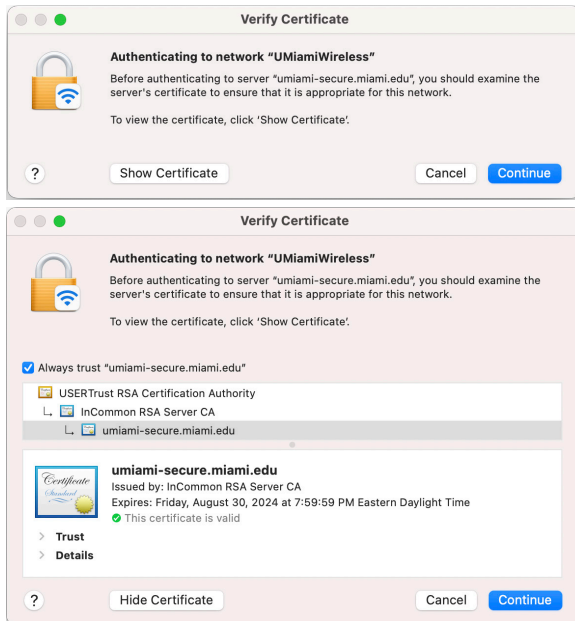 Verify Certificate
Authenticating to network “UMiamiWireless”
Before authenticating to server “umiami-secure.miami.edu”, you should examine the
server's certificate to ensure that it is appropriate for this network.
To view the certificate, click ‘Show Certificate’.
?
Show Certificate
Cancel
Continue
Verify Certificate
Authenticating to network “UMiamiWireless”
Before authenticating to server “umiami-secure.miami.edu”, you should examine the
server's certificate to ensure that it is appropriate for this network.
To view the certificate, click ‘Show Certificate’.
Always trust “umiami-secure.miami.edu”
USERTrust RSA Certification Authority
InCommon RSA Server CA
umiami-secure.miami.edu
Certificate
Standard
umiami-secure.miami.edu
Issued by: InCommon RSA Server CA
Expires: Friday, August 30, 2024 at 7:59:59 PM Eastern Daylight Time
This certificate is valid
Trust
Details
?
Hide Certificate
Cancel
Continue